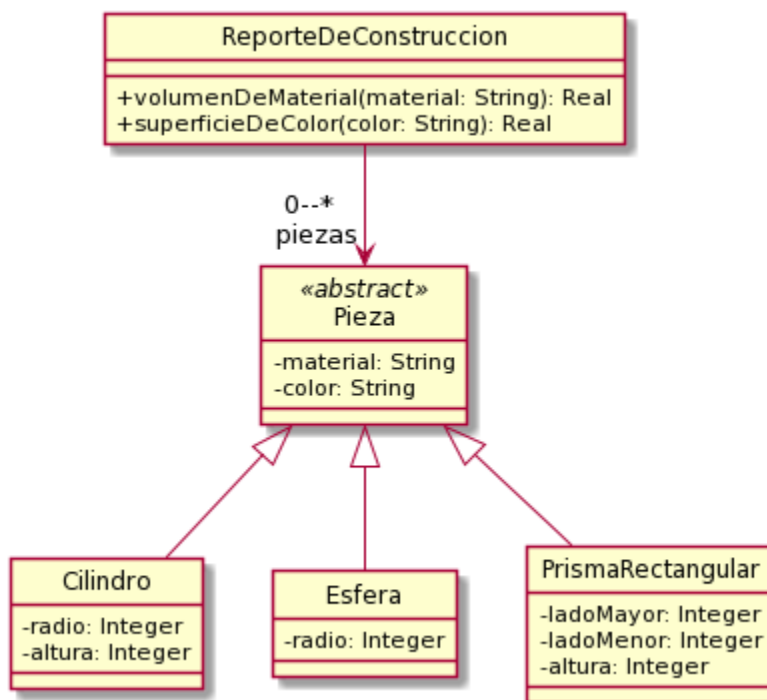 ReporteDeConstruccion
+volumenDeMaterial(material: String): Real
+superficieDeColor(color: String): Real
0--*
piezas
«abstract»
Pieza
-material: String
-color: String
Cilindro
-radio: Integer
-altura: Integer
Esfera
-radio: Integer
PrismaRectangular
-ladoMayor: Integer
-ladoMenor: Integer
-altura: Integer